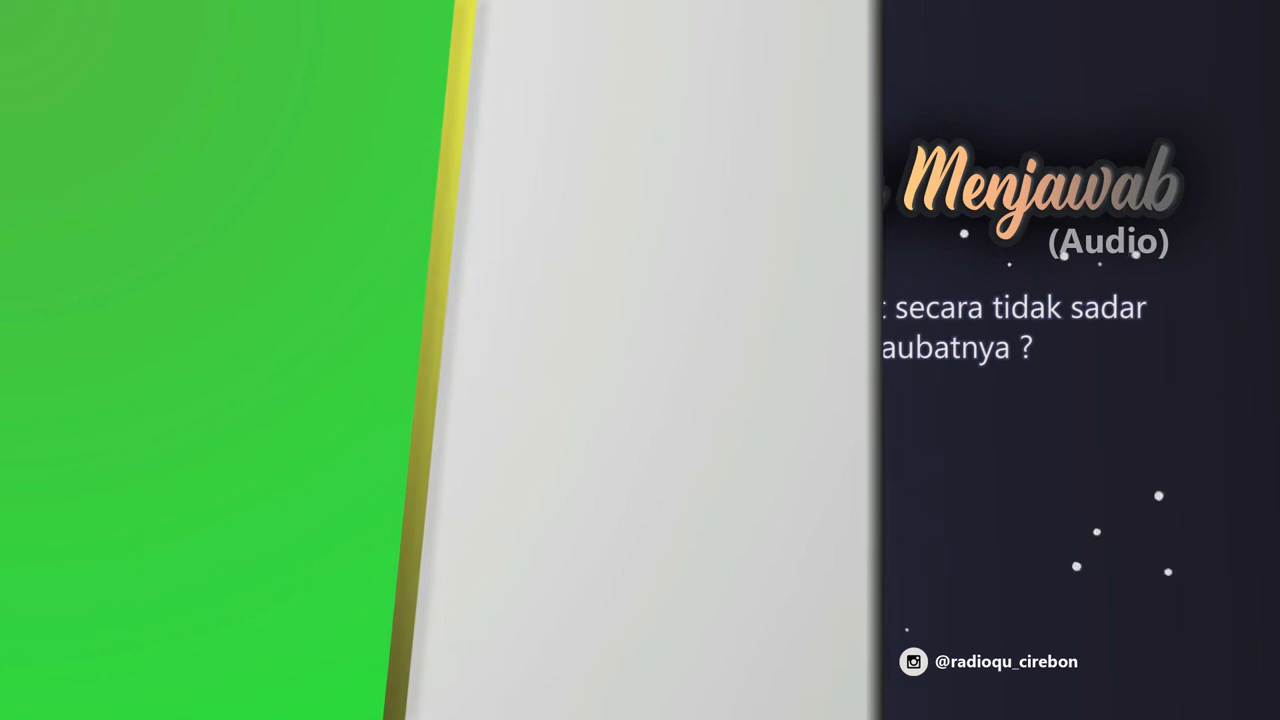 Menjawab
(Audio)
secara tidak sadar
aubatnya ?
@radioqu_cirebon